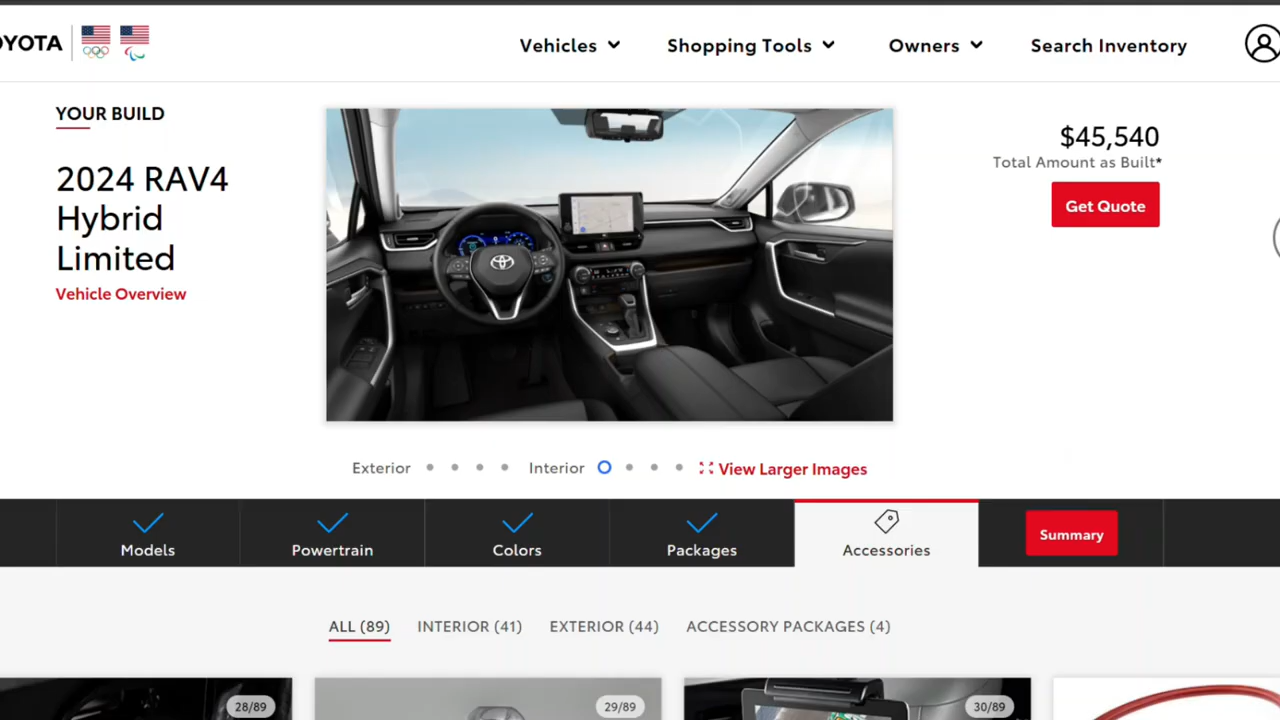 OYOTA
Vehicles
Shopping Tools
Owners
Search Inventory
YOUR BUILD
2024 RAV4
Hybrid
Limited
Vehicle Overview
$45,540
Total Amount as Built*
Get Quote
Exterior
Interior
View Larger Images
Models
Powertrain
Colors
Packages
Accessories
Summary
ALL (89)
INTERIOR (41)
EXTERIOR (44)
ACCESSORY PACKAGES (4)
28/89
29/89
30/89